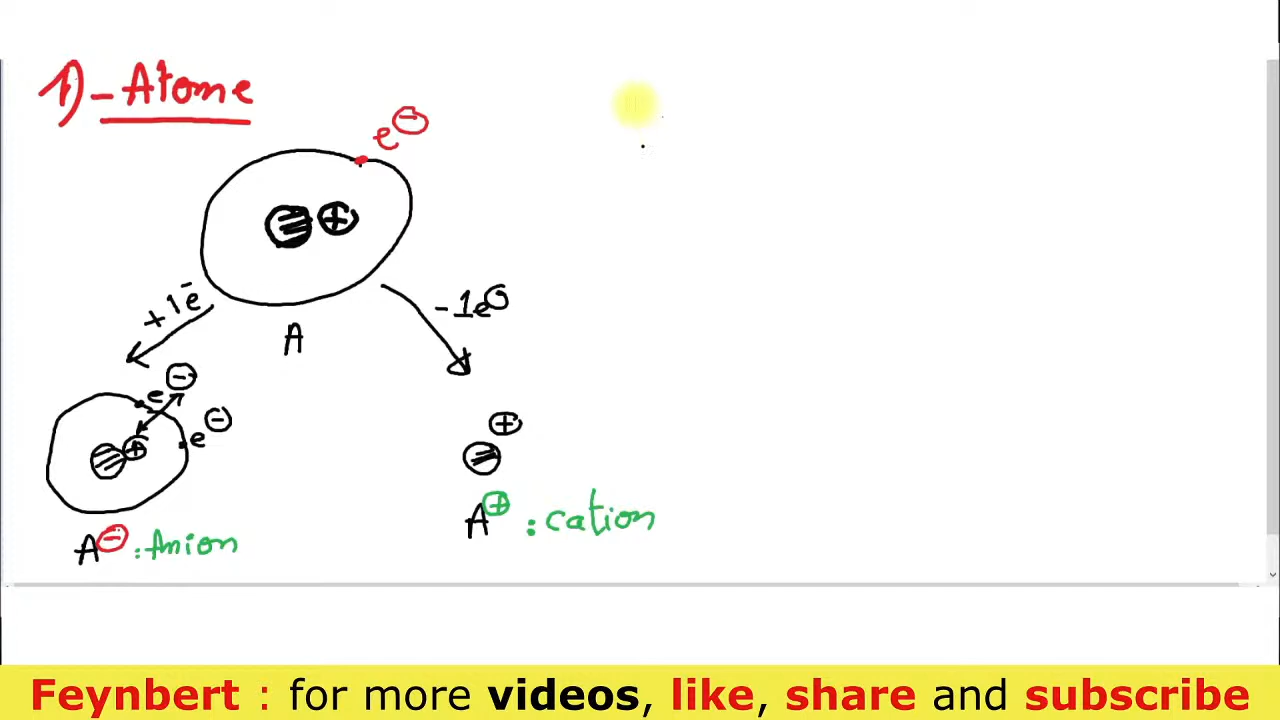 1) - Atome
e⊖
⊕
+1e⁻
-1e⊖
A
e⊖
e⊖
⊕
⊕
A⊖ : Anion
A⊕ : cation
Feynbert : for more videos, like, share and subscribe